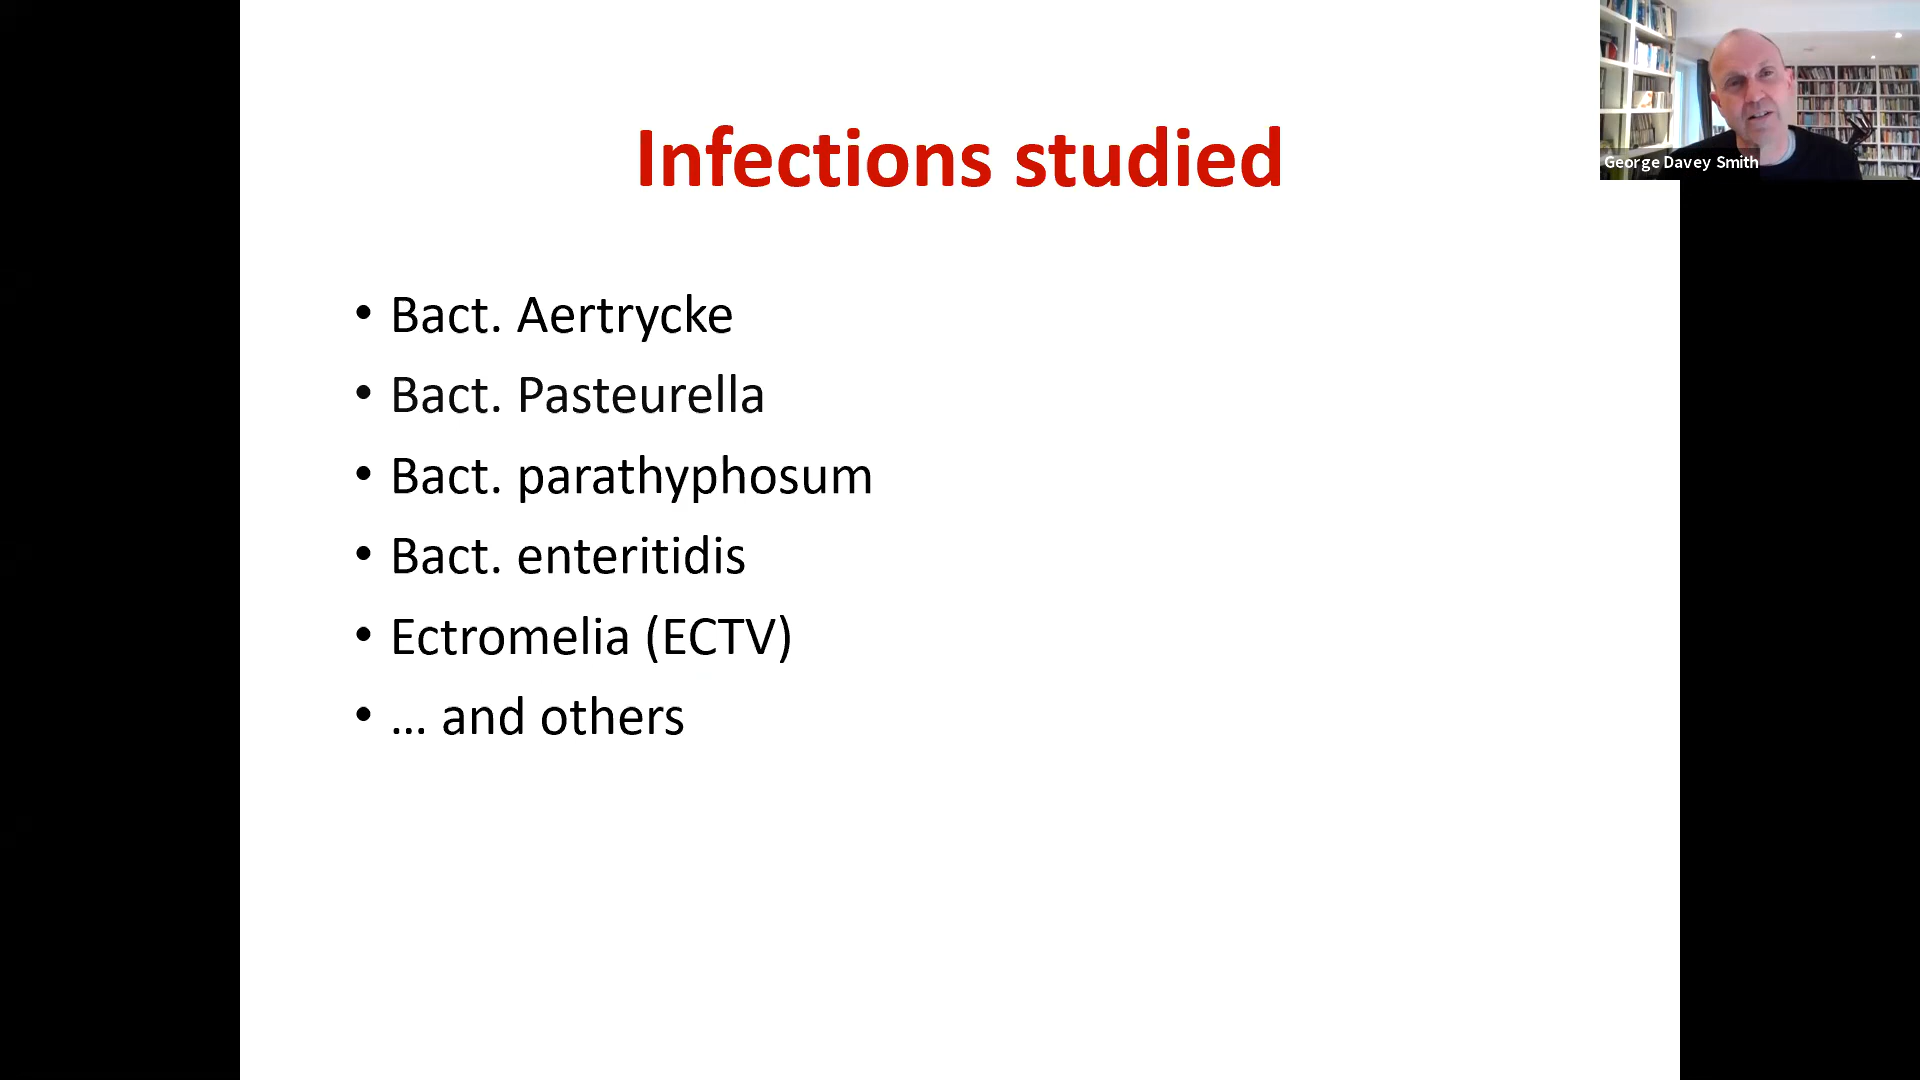 Infections studied
• Bact. Aertrycke
• Bact. Pasteurella
• Bact. parathyphosum
• Bact. enteritidis
• Ectromelia (ECTV)
• … and others
George Davey Smith